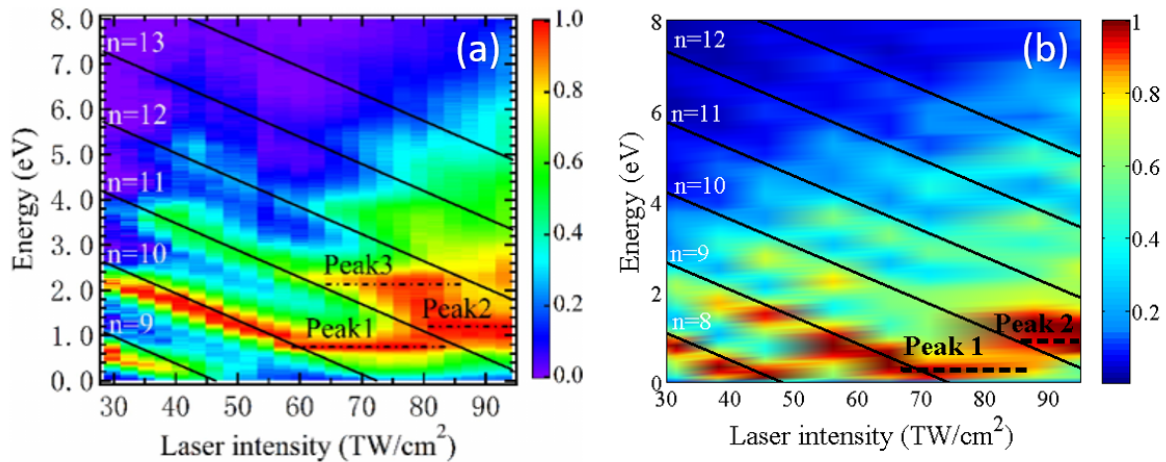 (a)
8.0
7.0
6.0
5.0
4.0
3.0
2.0
1.0
0.0
Energy (eV)
n=13
n=12
n=11
n=10
n=9
Peak3
Peak2
Peak1
30 40 50 60 70 80 90
Laser intensity (TW/cm2)
1.0
0.8
0.6
0.4
0.2
0.0
(b)
8
6
4
2
0
Energy (eV)
n=12
n=11
n=10
n=9
n=8
Peak 2
Peak 1
30 40 50 60 70 80 90
Laser intensity (TW/cm2)
1
0.8
0.6
0.4
0.2